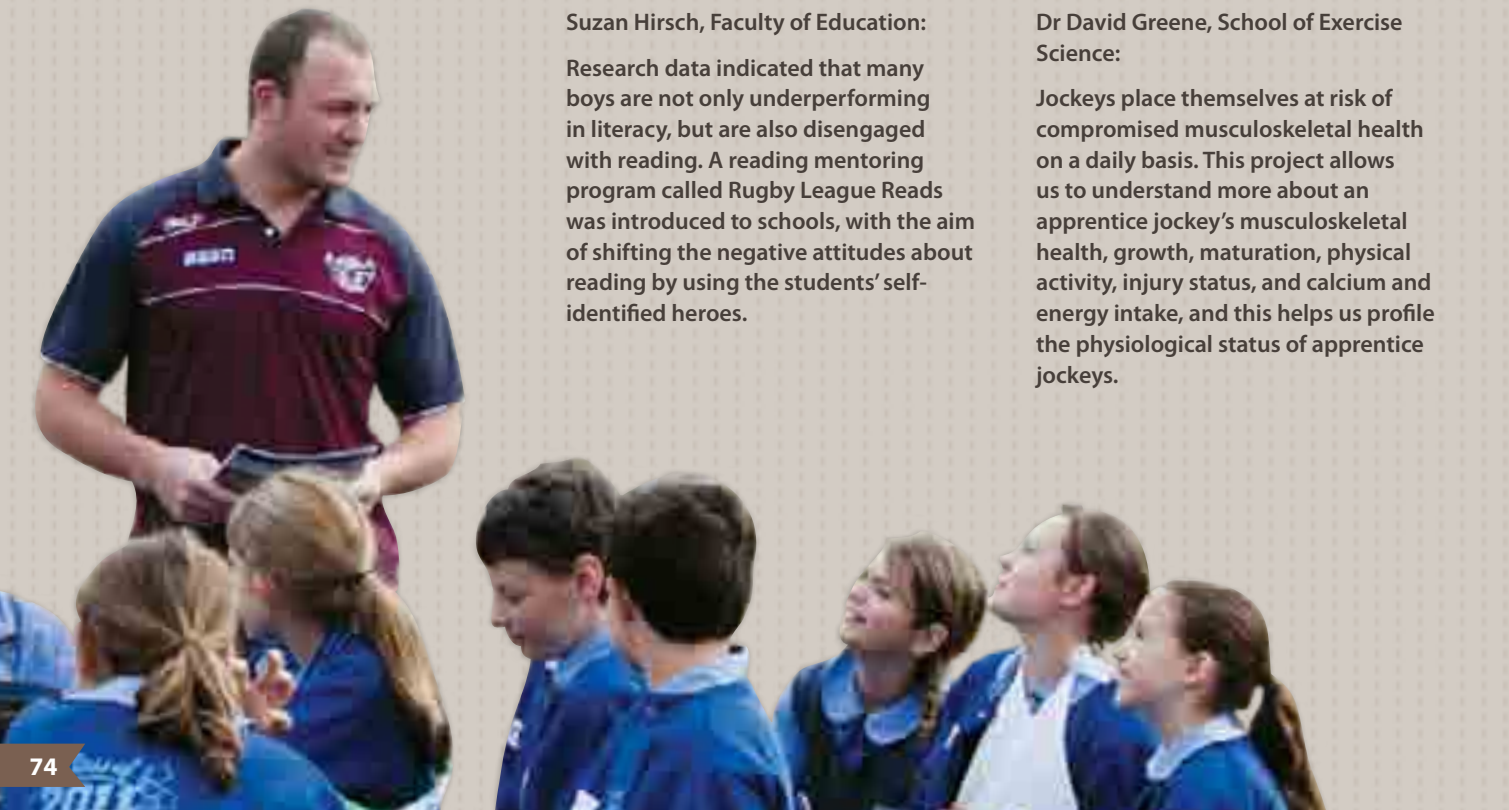 Suzan Hirsch, Faculty of Education:
Research data indicated that many
boys are not only underperforming
in literacy, but are also disengaged
with reading. A reading mentoring
program called Rugby League Reads
was introduced to schools, with the aim
of shifting the negative attitudes about
reading by using the students’ self-
identified heroes.
Dr David Greene, School of Exercise
Science:
Jockeys place themselves at risk of
compromised musculoskeletal health
on a daily basis. This project allows
us to understand more about an
apprentice jockey’s musculoskeletal
health, growth, maturation, physical
activity, injury status, and calcium and
energy intake, and this helps us profile
the physiological status of apprentice
jockeys.
74